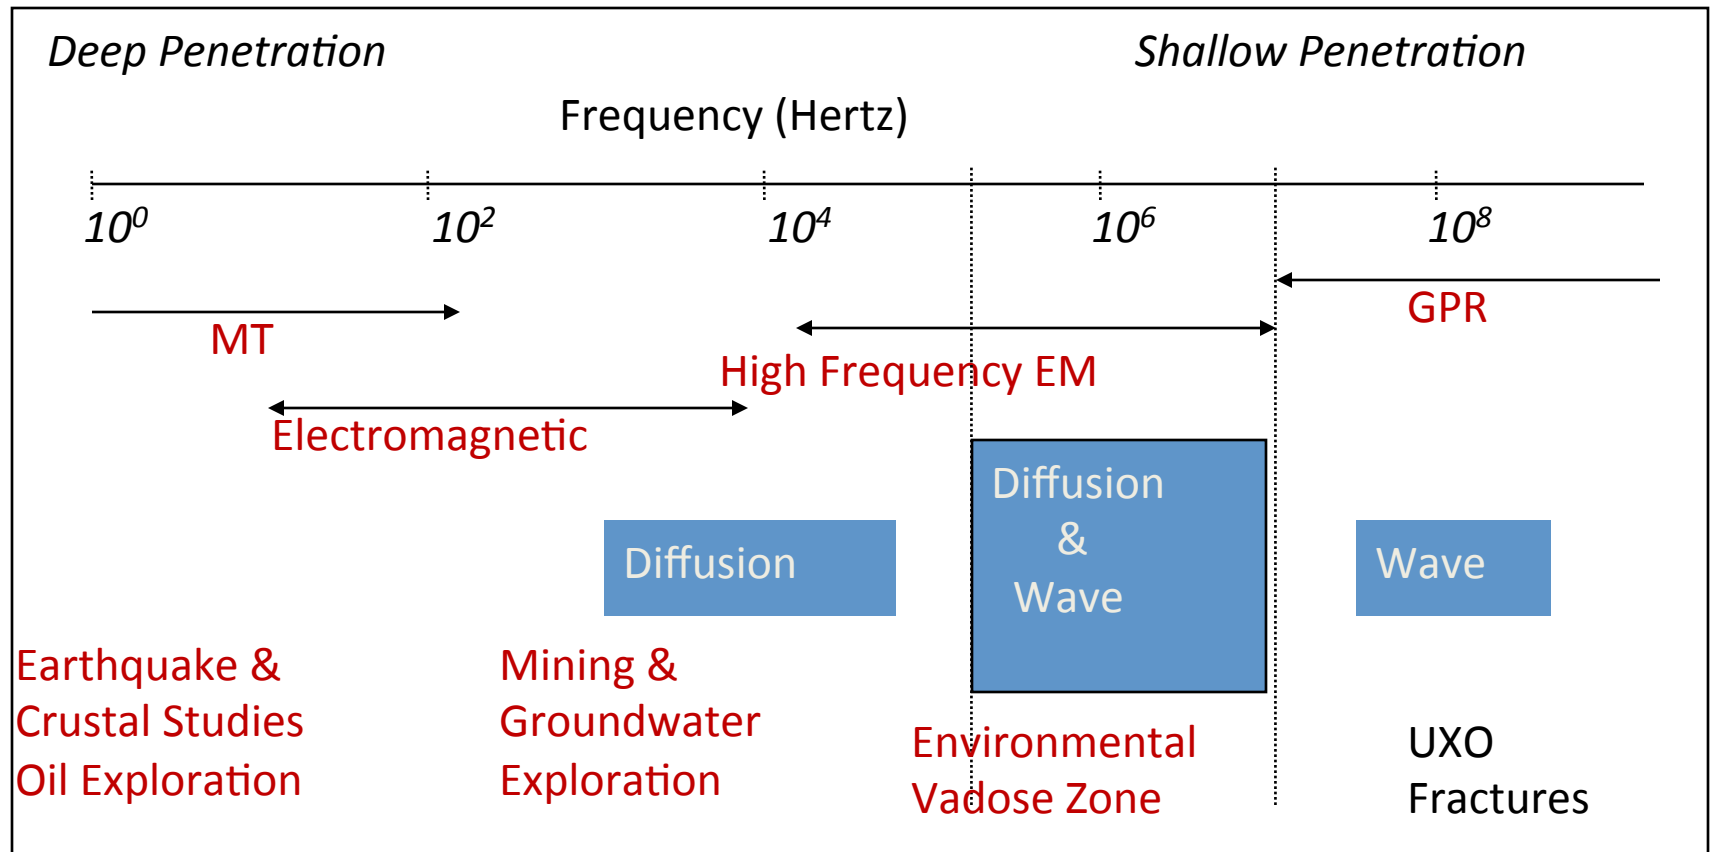 Deep Penetration
Shallow Penetration
Frequency (Hertz)
10⁰ 10² 10⁴ 10⁶ 10⁸
GPR
MT
High Frequency EM
Electromagnetic
Diffusion
&
Wave
Diffusion
Wave
Earthquake &
Crustal Studies
Oil Exploration
Mining &
Groundwater
Exploration
Environmental
Vadose Zone
UXO
Fractures